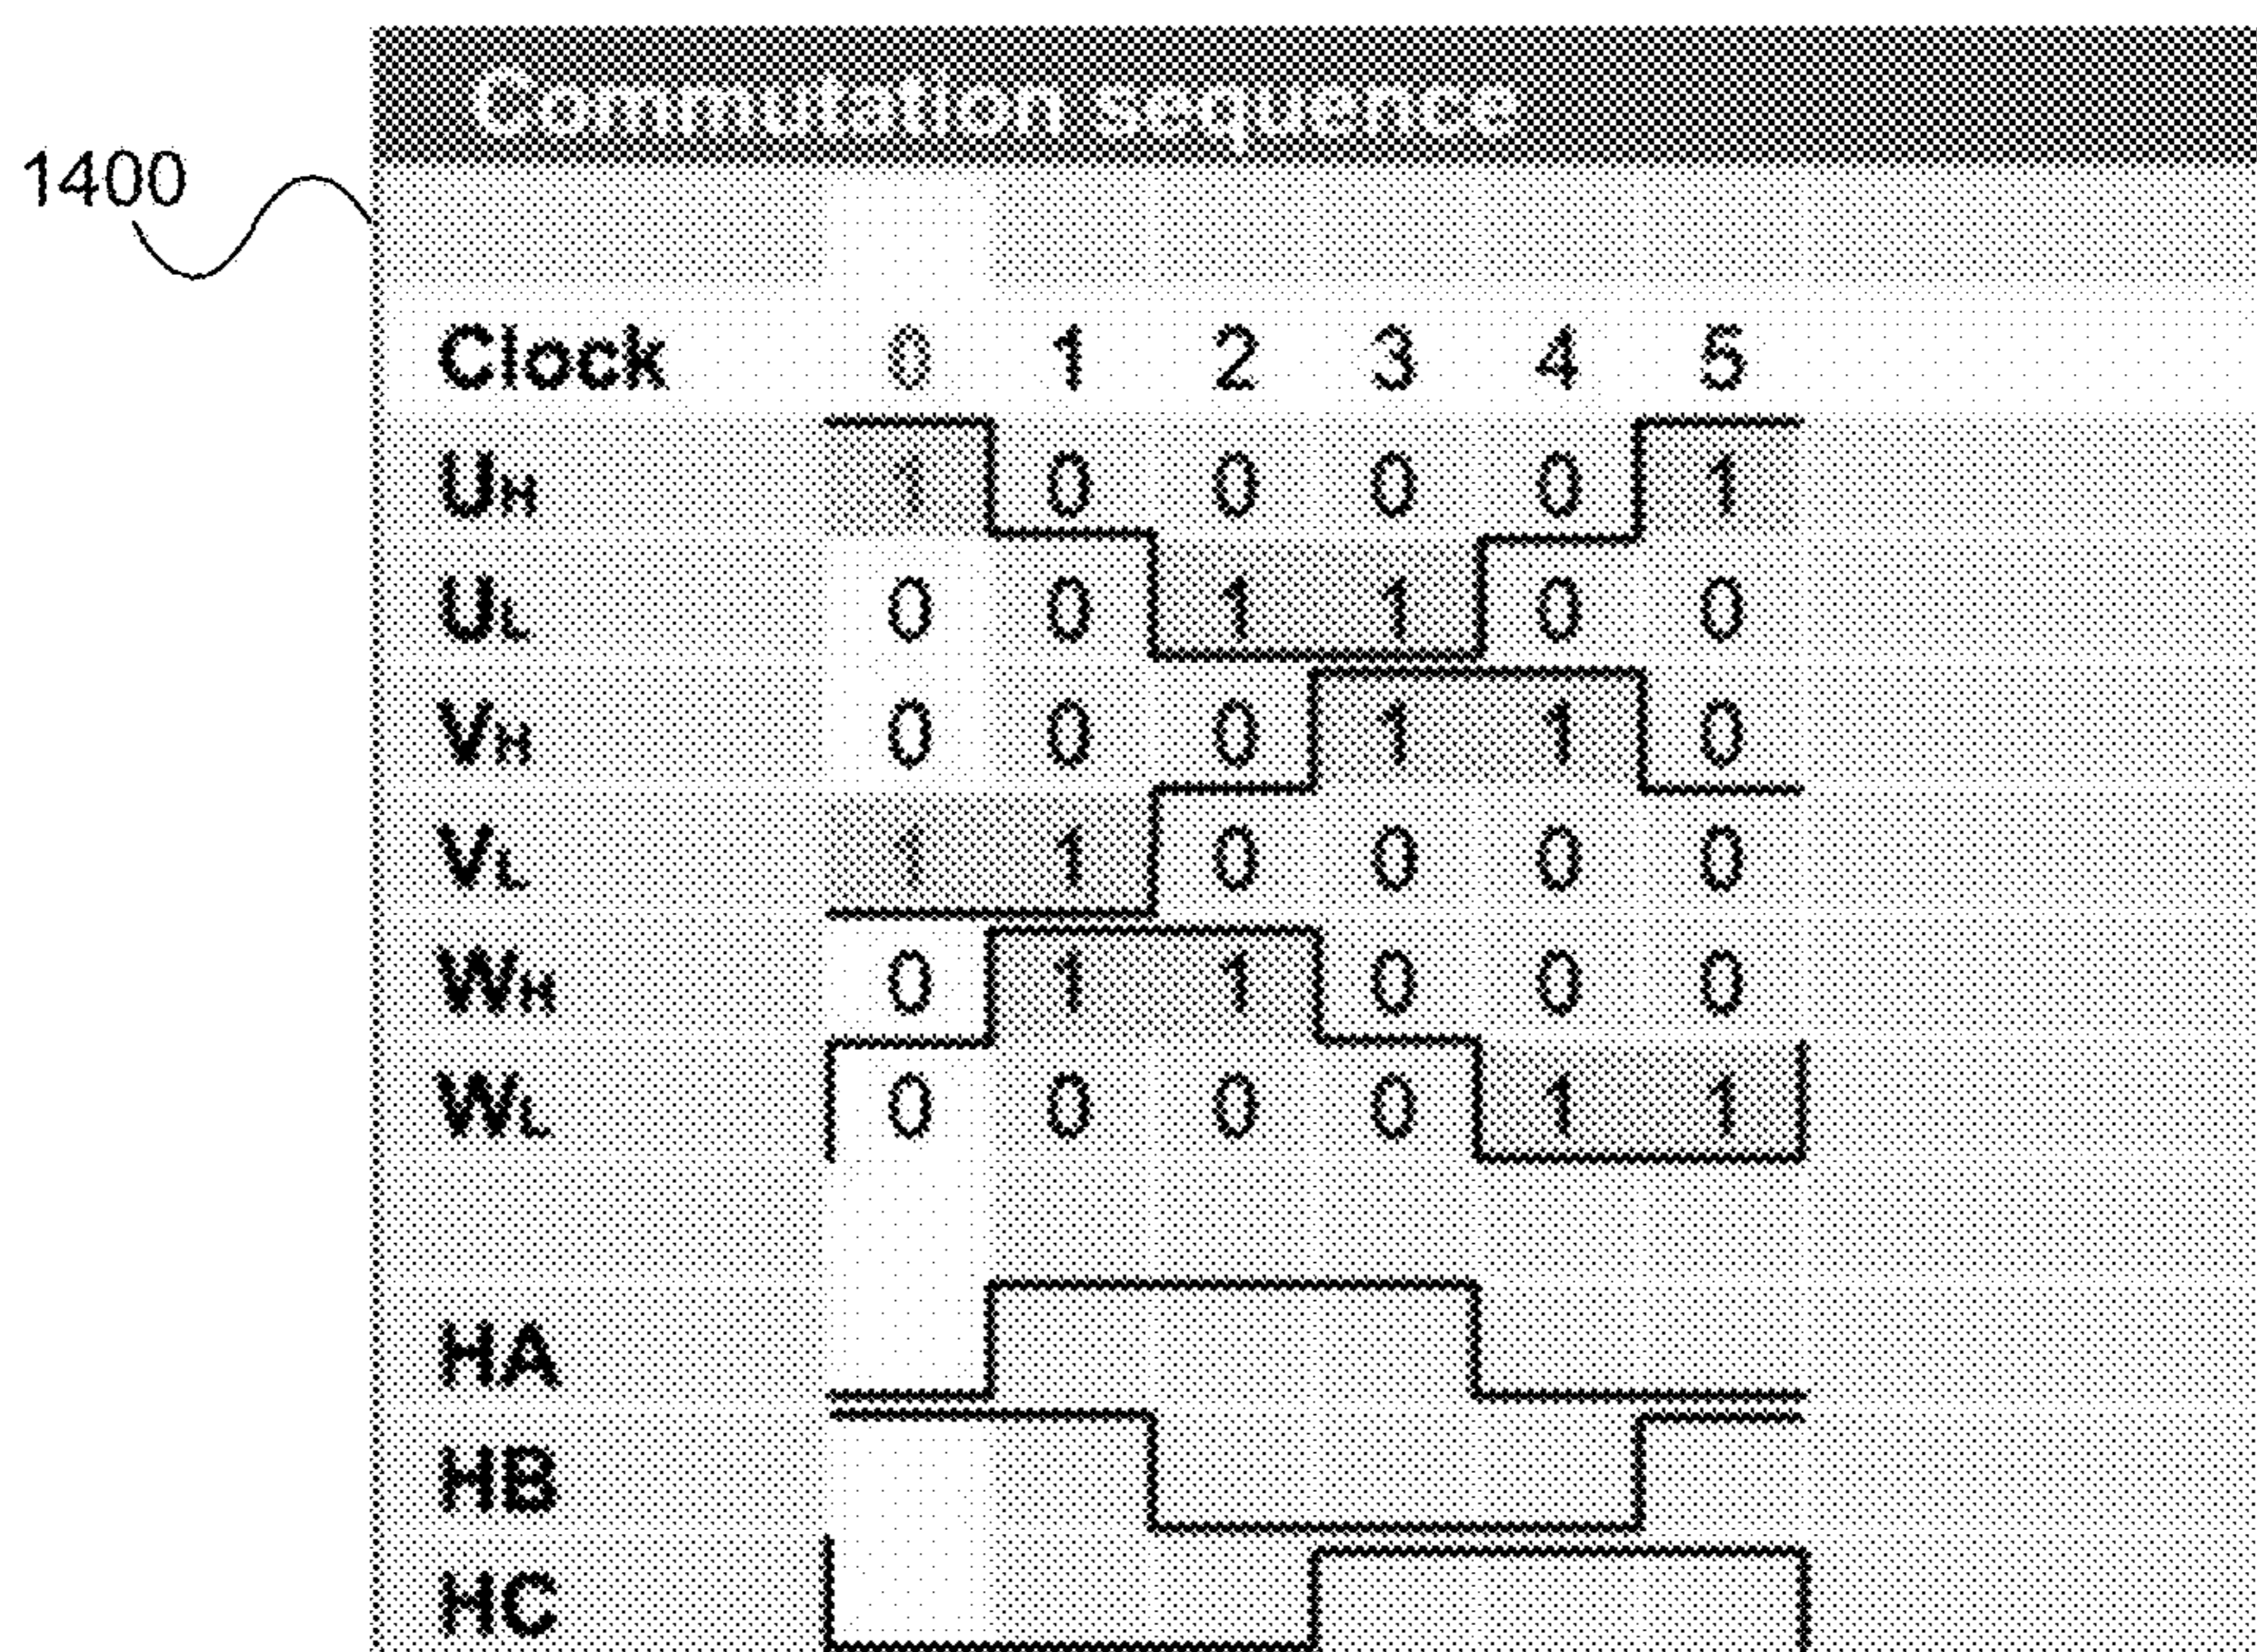 Commutation sequence
1400
Clock 0 1 2 3 4 5
UH 1 0 0 0 0 1
UL 0 0 1 1 0 0
VH 0 0 0 1 1 0
VL 1 1 0 0 0 0
WH 0 1 1 0 0 0
WL 0 0 0 0 1 1
HA
HB
HC